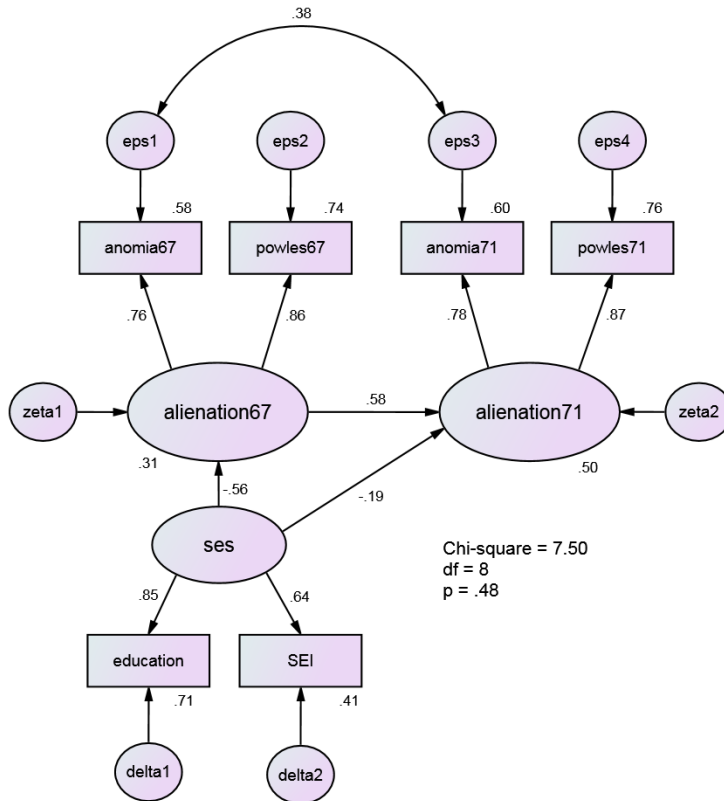 .38
eps1
eps2
eps3
eps4
.58
.74
.60
.76
anomia67
powles67
anomia71
powles71
.76
.86
.78
.87
zeta1
alienation67
.58
alienation71
zeta2
.31
.50
-.56
-.19
ses
Chi-square = 7.50
df = 8
p = .48
.85
.64
education
SEI
.71
.41
delta1
delta2